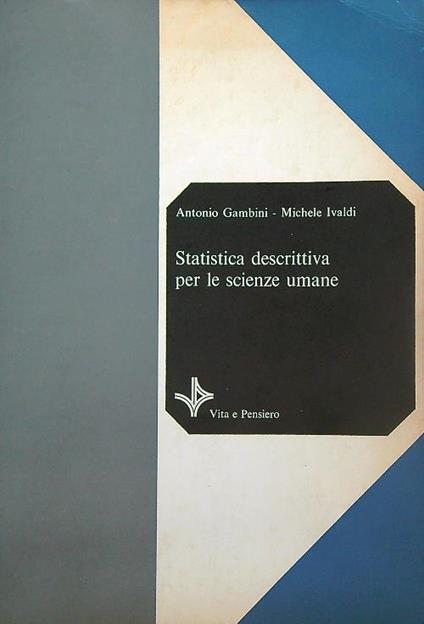 Antonio Gambini - Michele Ivaldi
Statistica descrittiva
per le scienze umane
Vita e Pensiero